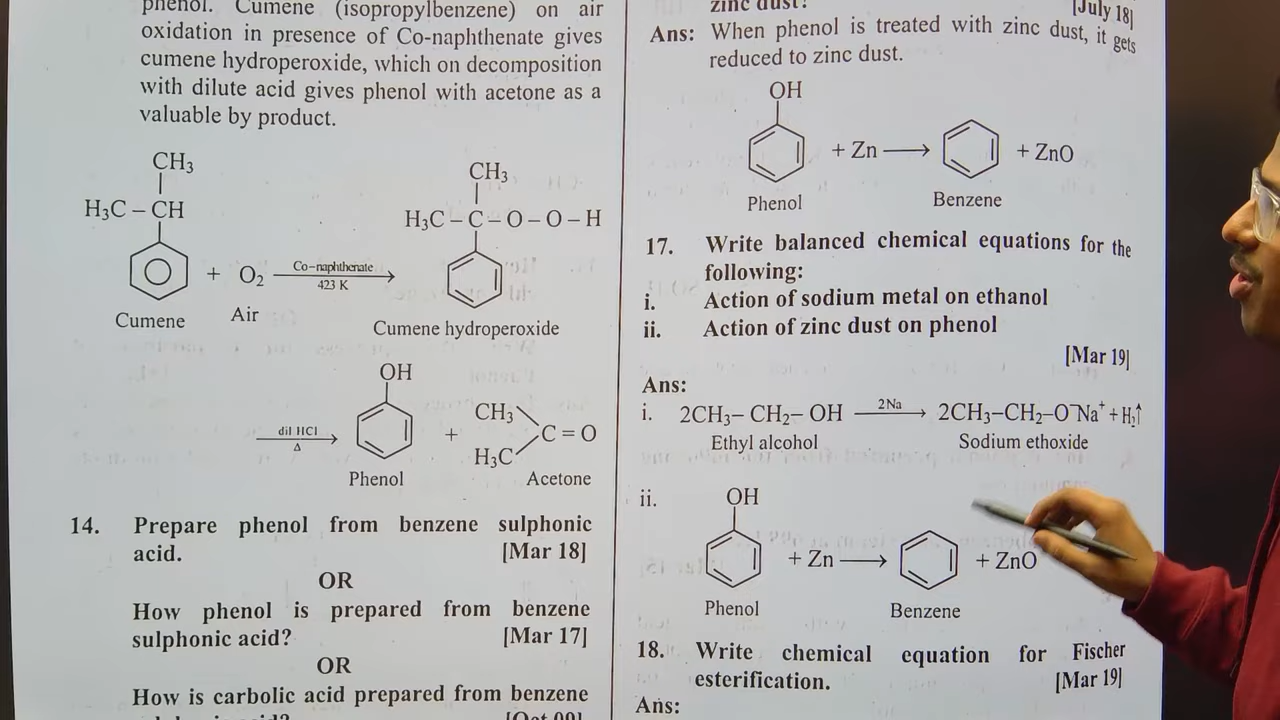 phenol. Cumene (isopropylbenzene) on air
oxidation in presence of Co-naphthenate gives
cumene hydroperoxide, which on decomposition
with dilute acid gives phenol with acetone as a
valuable by product.
CH₃
H₃C – CH
+ O₂
Co–naphthenate
423 K
Cumene
Air
CH₃
H₃C – C – O – O – H
Cumene hydroperoxide
dil HCl
Δ
OH
Phenol
+
CH₃
C = O
H₃C
Acetone
14. Prepare phenol from benzene sulphonic
acid. [Mar 18]
OR
How phenol is prepared from benzene
sulphonic acid? [Mar 17]
OR
How is carbolic acid prepared from benzene
zinc dust? [July 18]
Ans: When phenol is treated with zinc dust, it gets
reduced to zinc dust.
OH
+ Zn ⟶ + ZnO
Phenol Benzene
17. Write balanced chemical equations for the
following:
i. Action of sodium metal on ethanol
ii. Action of zinc dust on phenol
[Mar 19]
Ans:
i. 2CH₃– CH₂– OH 2Na ⟶ 2CH₃–CH₂–O⁻Na⁺ + H₂↑
Ethyl alcohol Sodium ethoxide
ii.
OH
+ Zn ⟶ + ZnO
Phenol Benzene
18. Write chemical equation for Fischer
esterification. [Mar 19]
Ans: